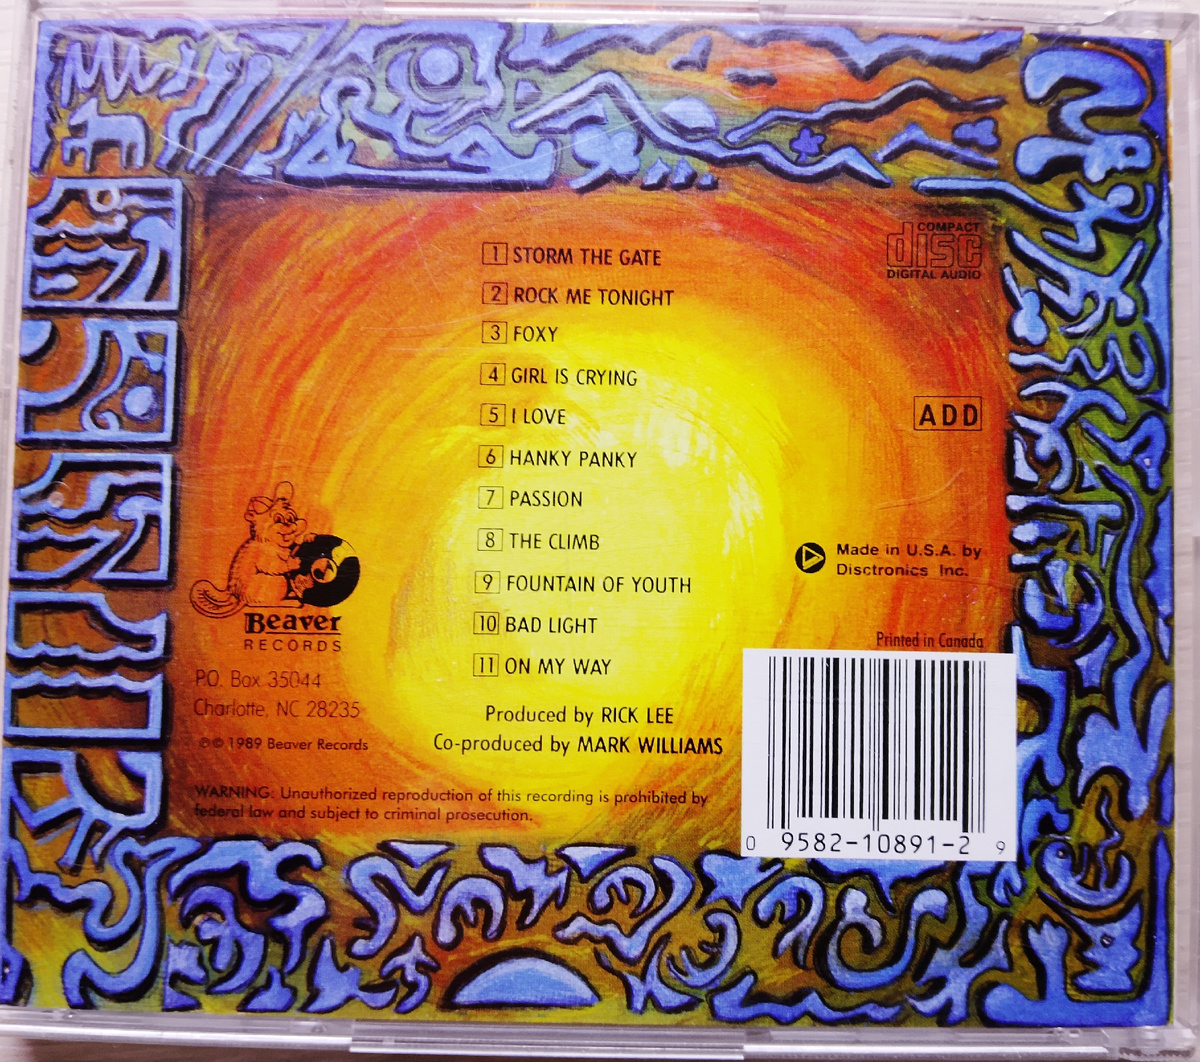 COMPACT
disc
DIGITAL AUDIO
1 STORM THE GATE
2 ROCK ME TONIGHT
3 FOXY
4 GIRL IS CRYING
5 I LOVE
6 HANKY PANKY
7 PASSION
8 THE CLIMB
9 FOUNTAIN OF YOUTH
10 BAD LIGHT
11 ON MY WAY
Produced by RICK LEE
Co-produced by MARK WILLIAMS
ADD
Made in U.S.A. by
Disctronics Inc.
Beaver
RECORDS
P.O. Box 35044
Charlotte, NC 28235
℗ © 1989 Beaver Records
WARNING: Unauthorized reproduction of this recording is prohibited by
federal law and subject to criminal prosecution.
Printed in Canada
0 9582-10891-2 9